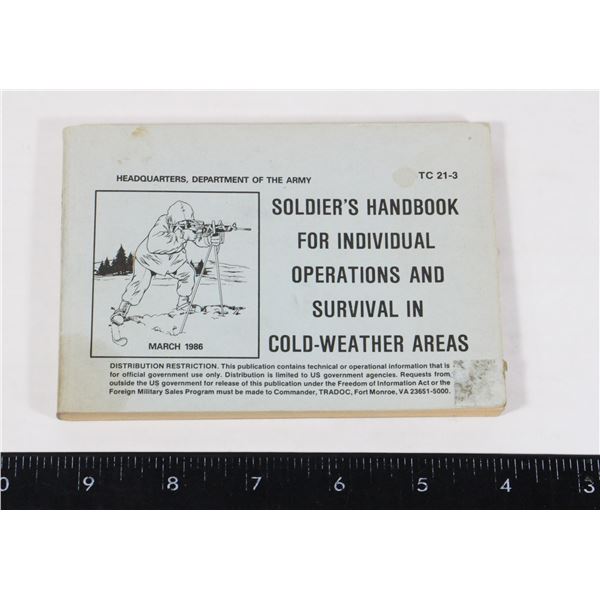 HEADQUARTERS, DEPARTMENT OF THE ARMY
TC 21-3
SOLDIER'S HANDBOOK
FOR INDIVIDUAL
OPERATIONS AND
SURVIVAL IN
COLD-WEATHER AREAS
MARCH 1986
DISTRIBUTION RESTRICTION. This publication contains technical or operational information that is
for official government use only. Distribution is limited to US government agencies. Requests from
outside the US government for release of this publication under the Freedom of Information Act or the
Foreign Military Sales Program must be made to Commander, TRADOC, Fort Monroe, VA 23651-5000.
0 9 8 7 6 5 4 3